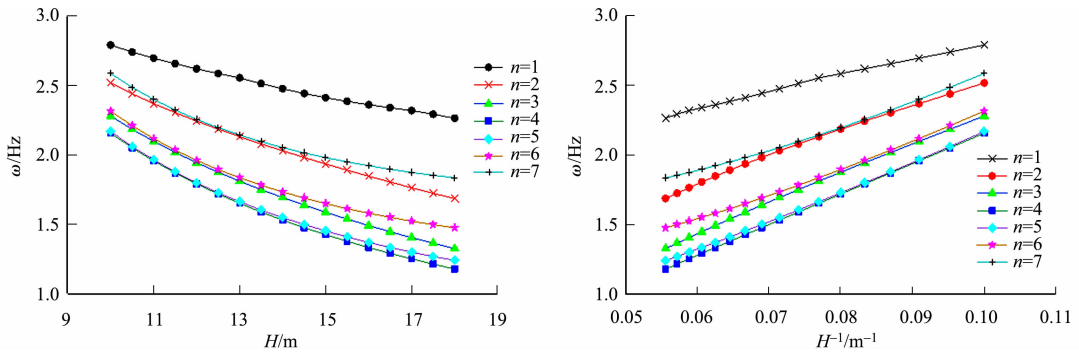 3.0
2.5
2.0
1.5
1.0
ω/Hz
9
11
13
15
17
19
H/m
n=1
n=2
n=3
n=4
n=5
n=6
n=7
3.0
2.5
2.0
1.5
1.0
ω/Hz
0.05
0.06
0.07
0.08
0.09
0.10
0.11
H⁻¹/m⁻¹
n=1
n=2
n=3
n=4
n=5
n=6
n=7